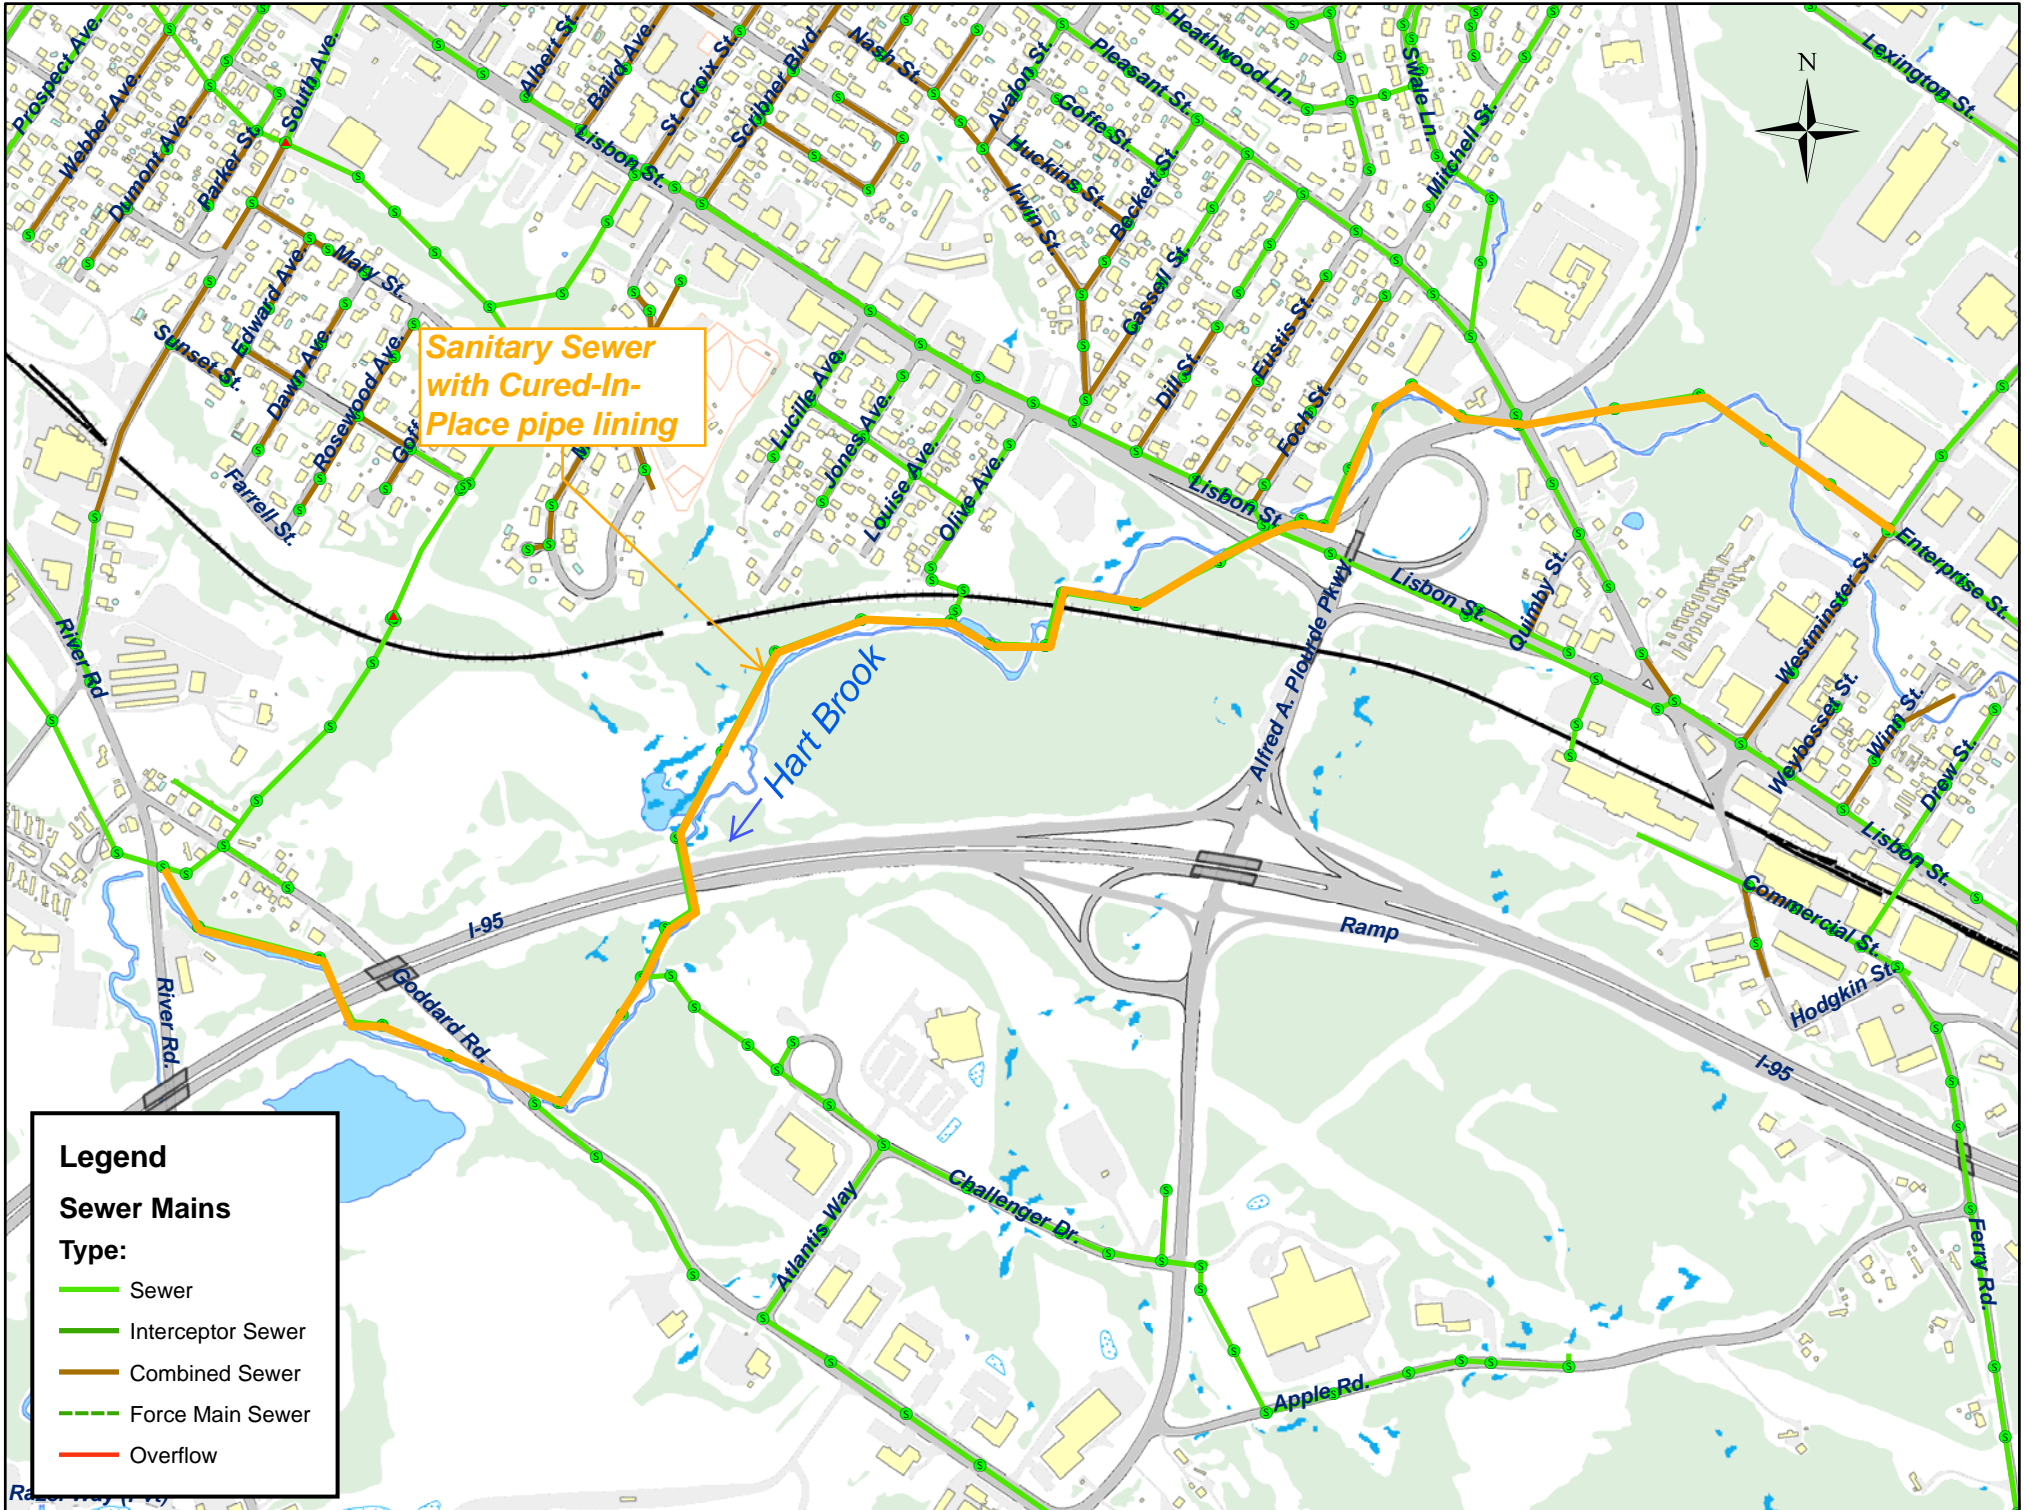 Prospect Ave.
Webber Ave.
Dumont Ave.
Parker St.
South Ave.
Albert St.
Baird Ave.
St. Croix St.
Scribner Blvd.
Nash St.
Avalon St.
Pleasant St.
Heathwood Ln.
Swale Ln.
Mitchell St.
Lexington St.
N
Goffe St.
Huckins St.
Beckett St.
Irwin St.
Cassell St.
Lisbon St.
Mary St.
Edward Ave.
Sunset St.
Dawn Ave.
Rosewood Ave.
Goff
Farrell St.
Sanitary Sewer
with Cured-In-
Place pipe lining
Lucille Ave.
Jones Ave.
Louise Ave.
Olive Ave.
Dill St.
Eustis St.
Foch St.
Lisbon St.
Lisbon St.
Quimby St.
Westminster St.
Enterprise St.
Weybosset St.
Winn St.
Drew St.
Lisbon St.
Alfred A. Plourde Pkwy
Hart Brook
River Rd
I-95
Ramp
Commercial St.
Hodgkin St.
I-95
River Rd.
Goddard Rd.
Atlantis Way
Challenger Dr.
Apple Rd.
Ferry Rd.
Legend
Sewer Mains
Type:
Sewer
Interceptor Sewer
Combined Sewer
Force Main Sewer
Overflow